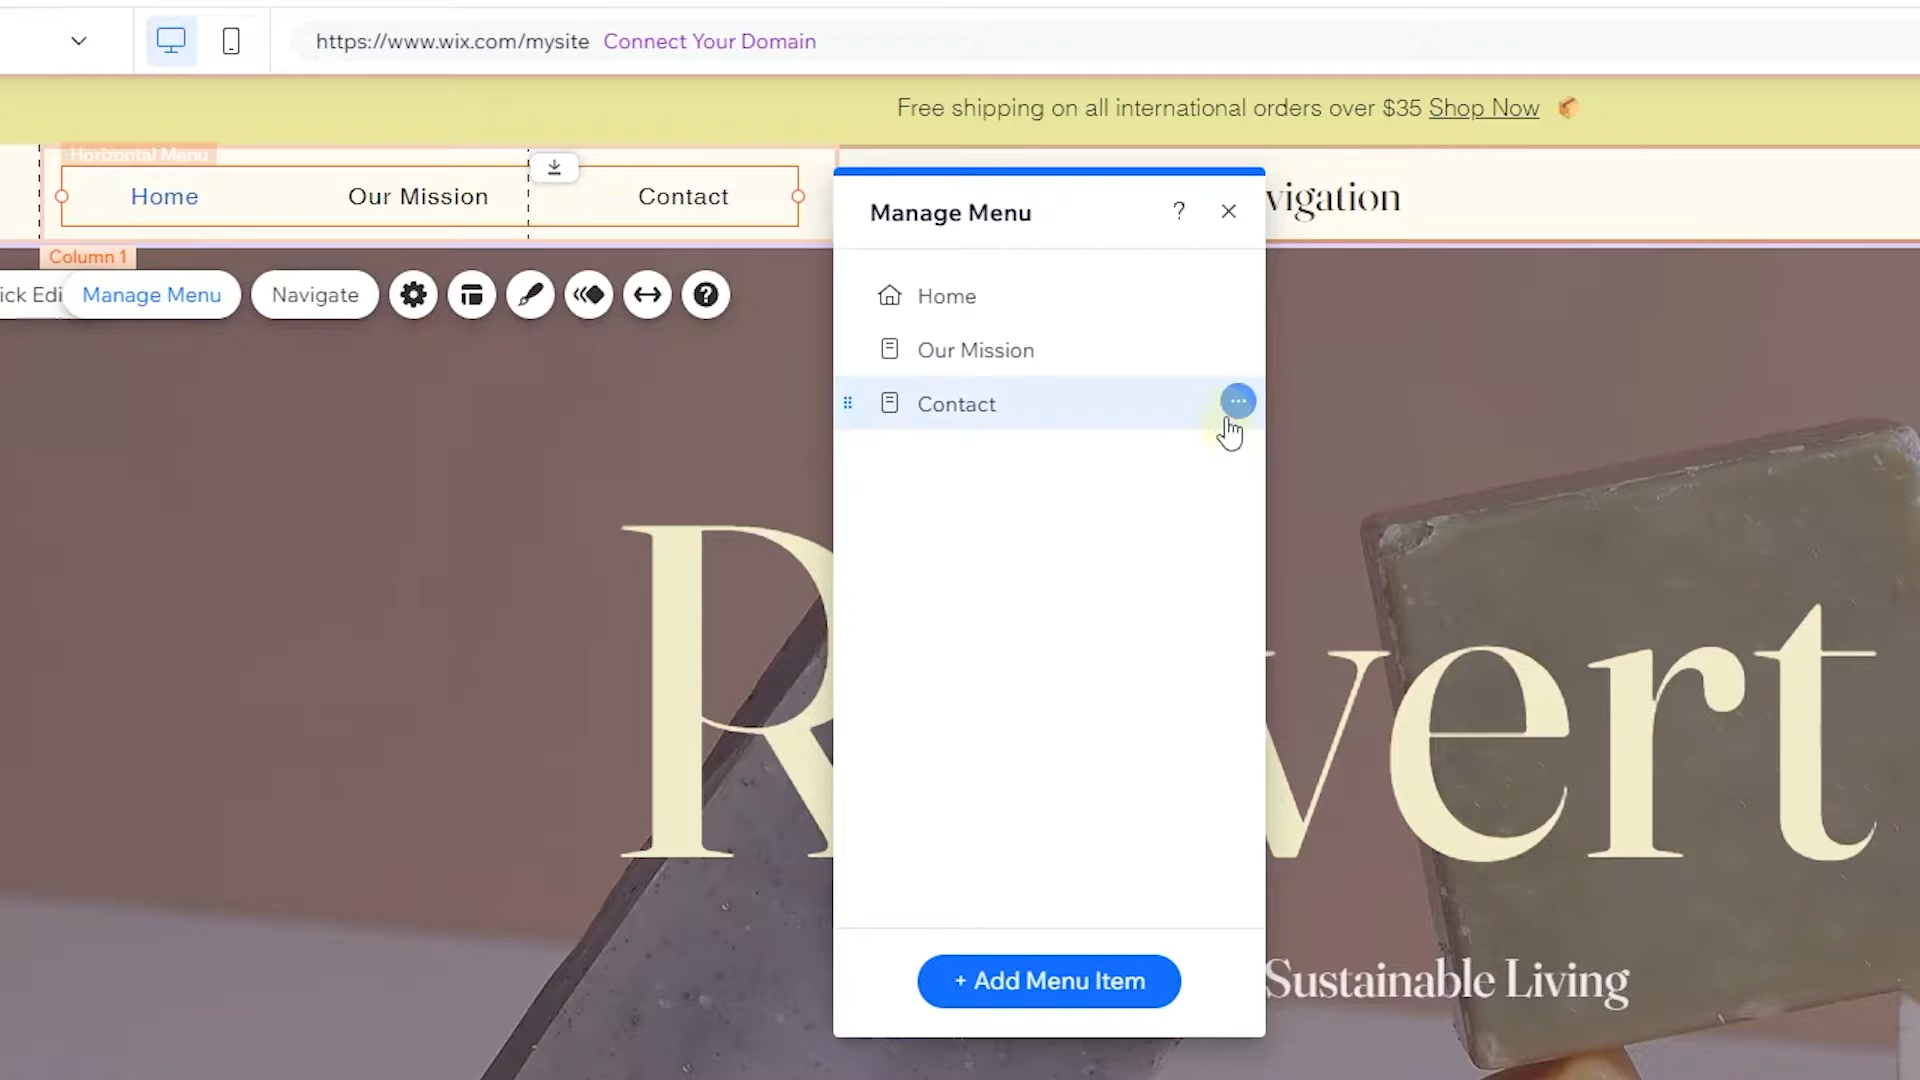 https://www.wix.com/mysite Connect Your Domain
Free shipping on all international orders over $35 Shop Now
Horizontal Menu
Home Our Mission Contact
vigation
Column 1
ick Edi Manage Menu Navigate
Manage Menu
Home
Our Mission
Contact
R vert
Sustainable Living
+ Add Menu Item